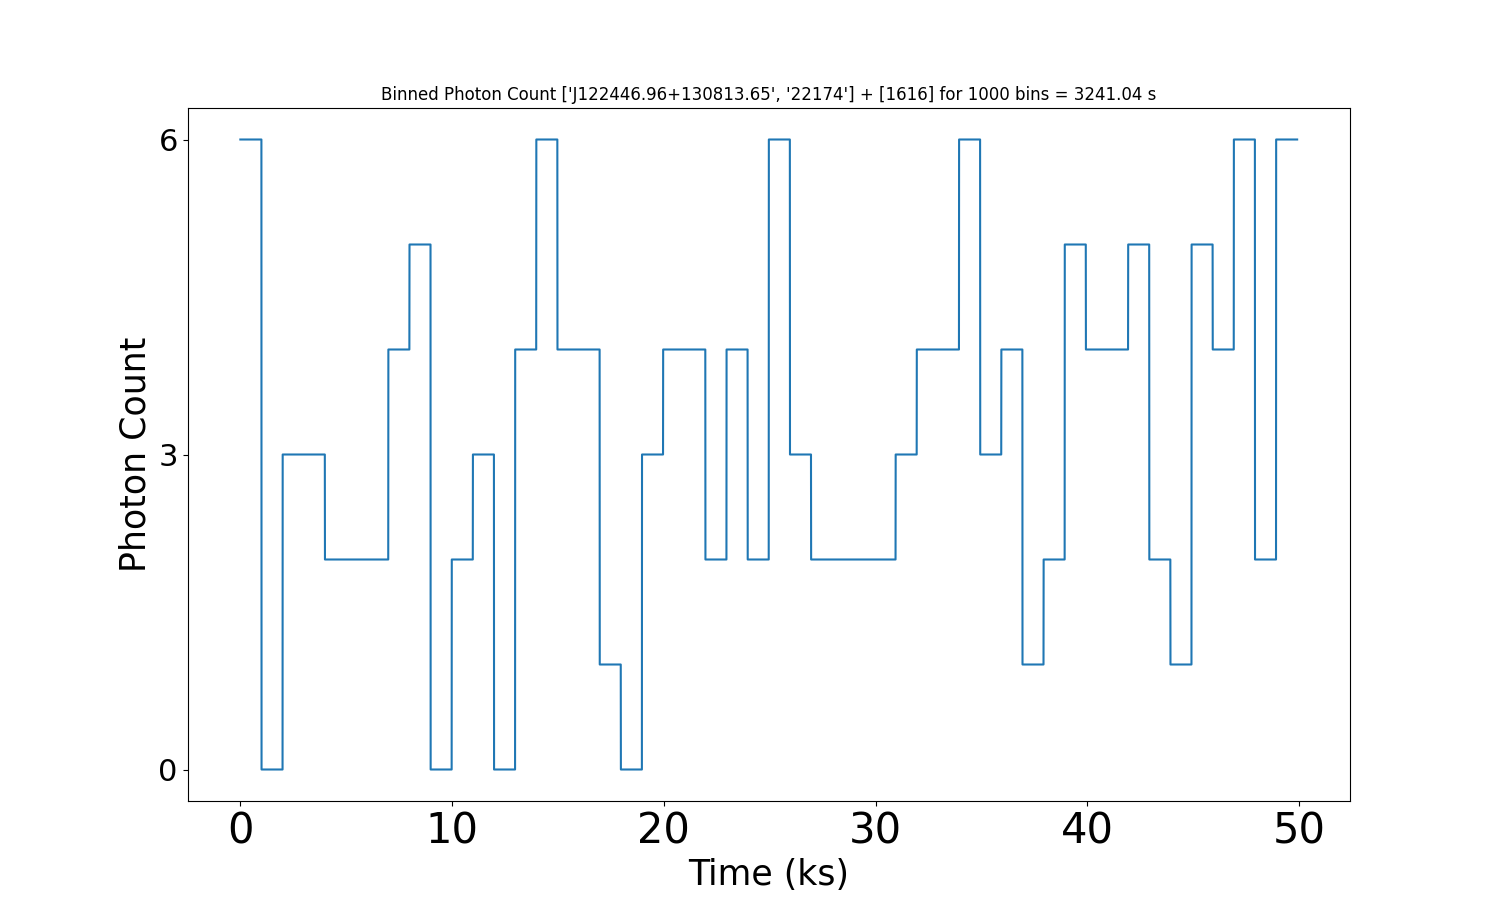 Binned Photon Count ['J122446.96+130813.65', '22174'] + [1616] for 1000 bins = 3241.04 s
6
3
0
Photon Count
0 10 20 30 40 50
Time (ks)